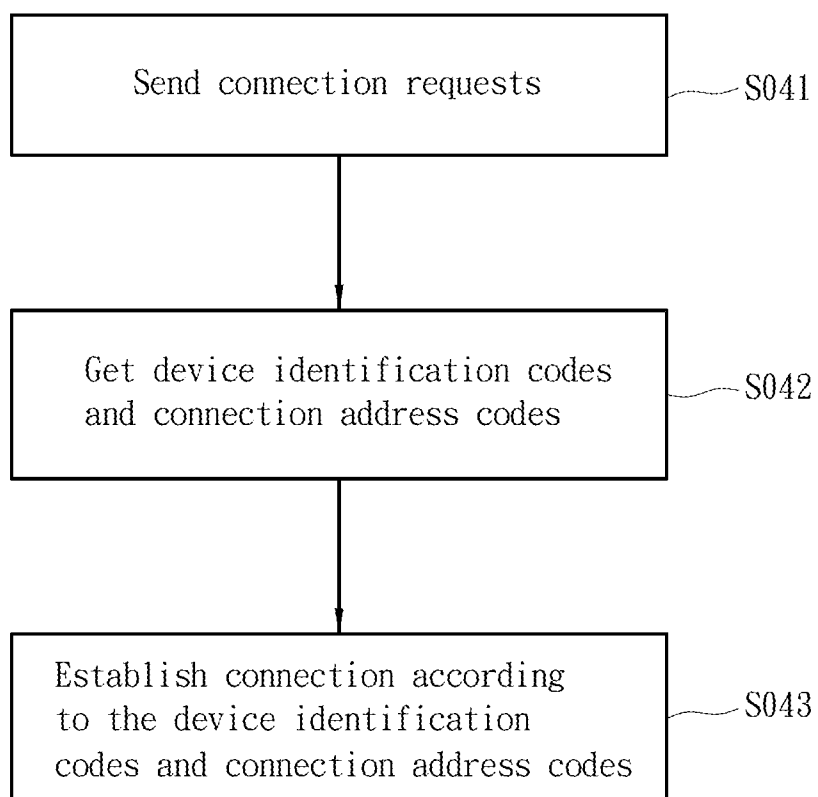 Send connection requests
S041
Get device identification codes
and connection address codes
S042
Establish connection according
to the device identification
codes and connection address codes
S043